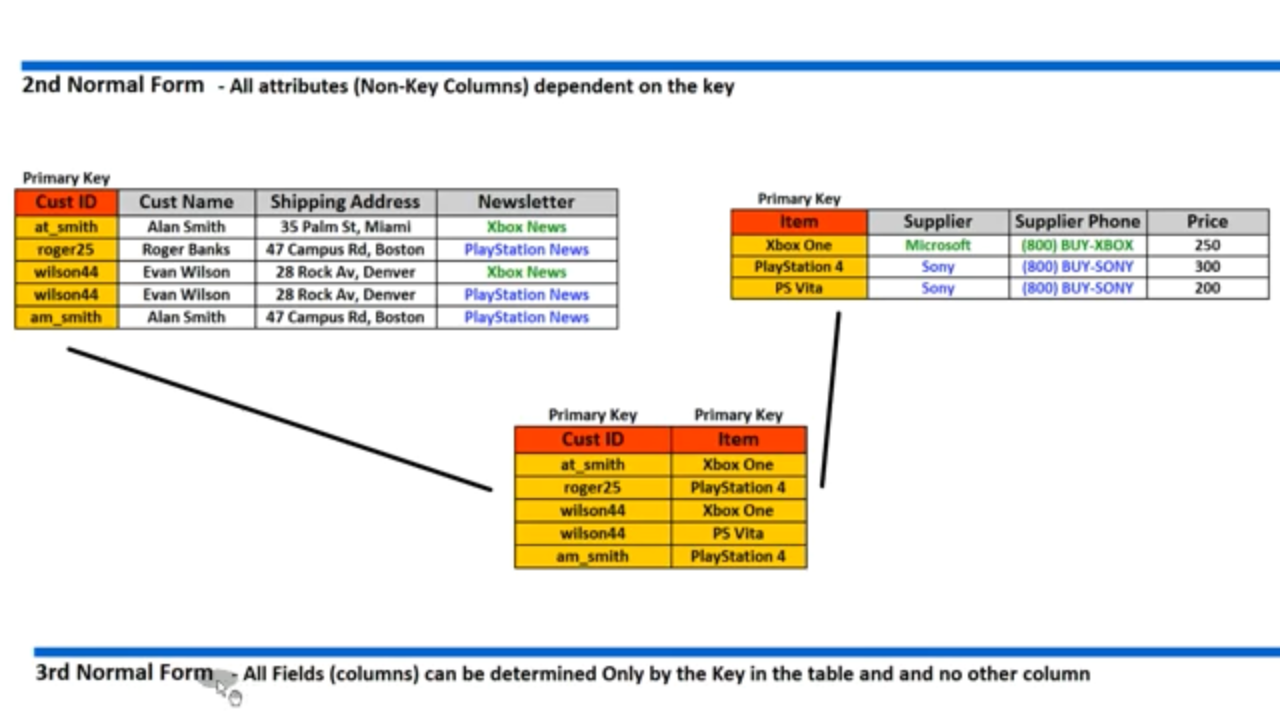 2nd Normal Form - All attributes (Non-Key Columns) dependent on the key
Primary Key
Cust ID Cust Name Shipping Address Newsletter
at_smith Alan Smith 35 Palm St, Miami Xbox News
roger25 Roger Banks 47 Campus Rd, Boston PlayStation News
wilson44 Evan Wilson 28 Rock Av, Denver Xbox News
wilson44 Evan Wilson 28 Rock Av, Denver PlayStation News
am_smith Alan Smith 47 Campus Rd, Boston PlayStation News
Primary Key
Item Supplier Supplier Phone Price
Xbox One Microsoft (800) BUY-XBOX 250
PlayStation 4 Sony (800) BUY-SONY 300
PS Vita Sony (800) BUY-SONY 200
Primary Key Primary Key
Cust ID Item
at_smith Xbox One
roger25 PlayStation 4
wilson44 Xbox One
wilson44 PS Vita
am_smith PlayStation 4
3rd Normal Form - All Fields (columns) can be determined Only by the Key in the table and and no other column